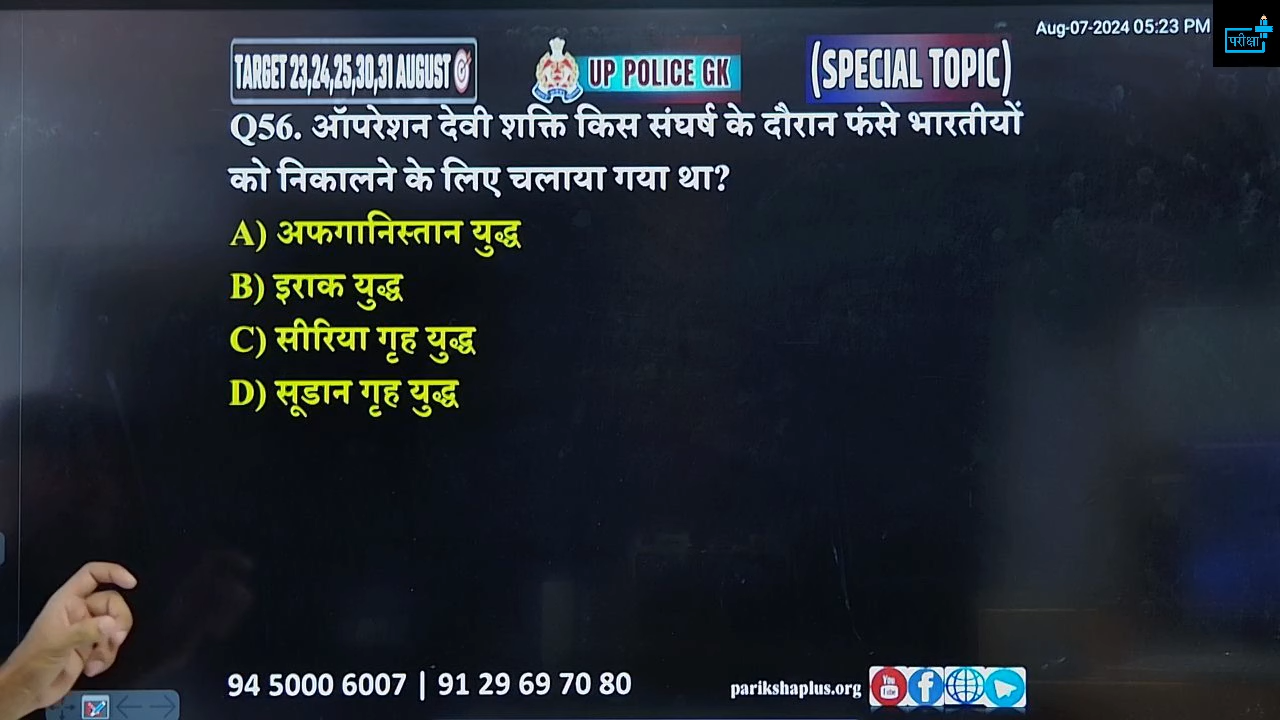 Aug-07-2024 05:23 PM
परीक्षा
TARGET 23,24,25,30,31 AUGUST
UP POLICE GK
(SPECIAL TOPIC)
Q56. ऑपरेशन देवी शक्ति किस संघर्ष के दौरान फंसे भारतीयों
को निकालने के लिए चलाया गया था?
A) अफगानिस्तान युद्ध
B) इराक युद्ध
C) सीरिया गृह युद्ध
D) सूडान गृह युद्ध
94 5000 6007 | 91 29 69 70 80
parikshaplus.org
You
Tube